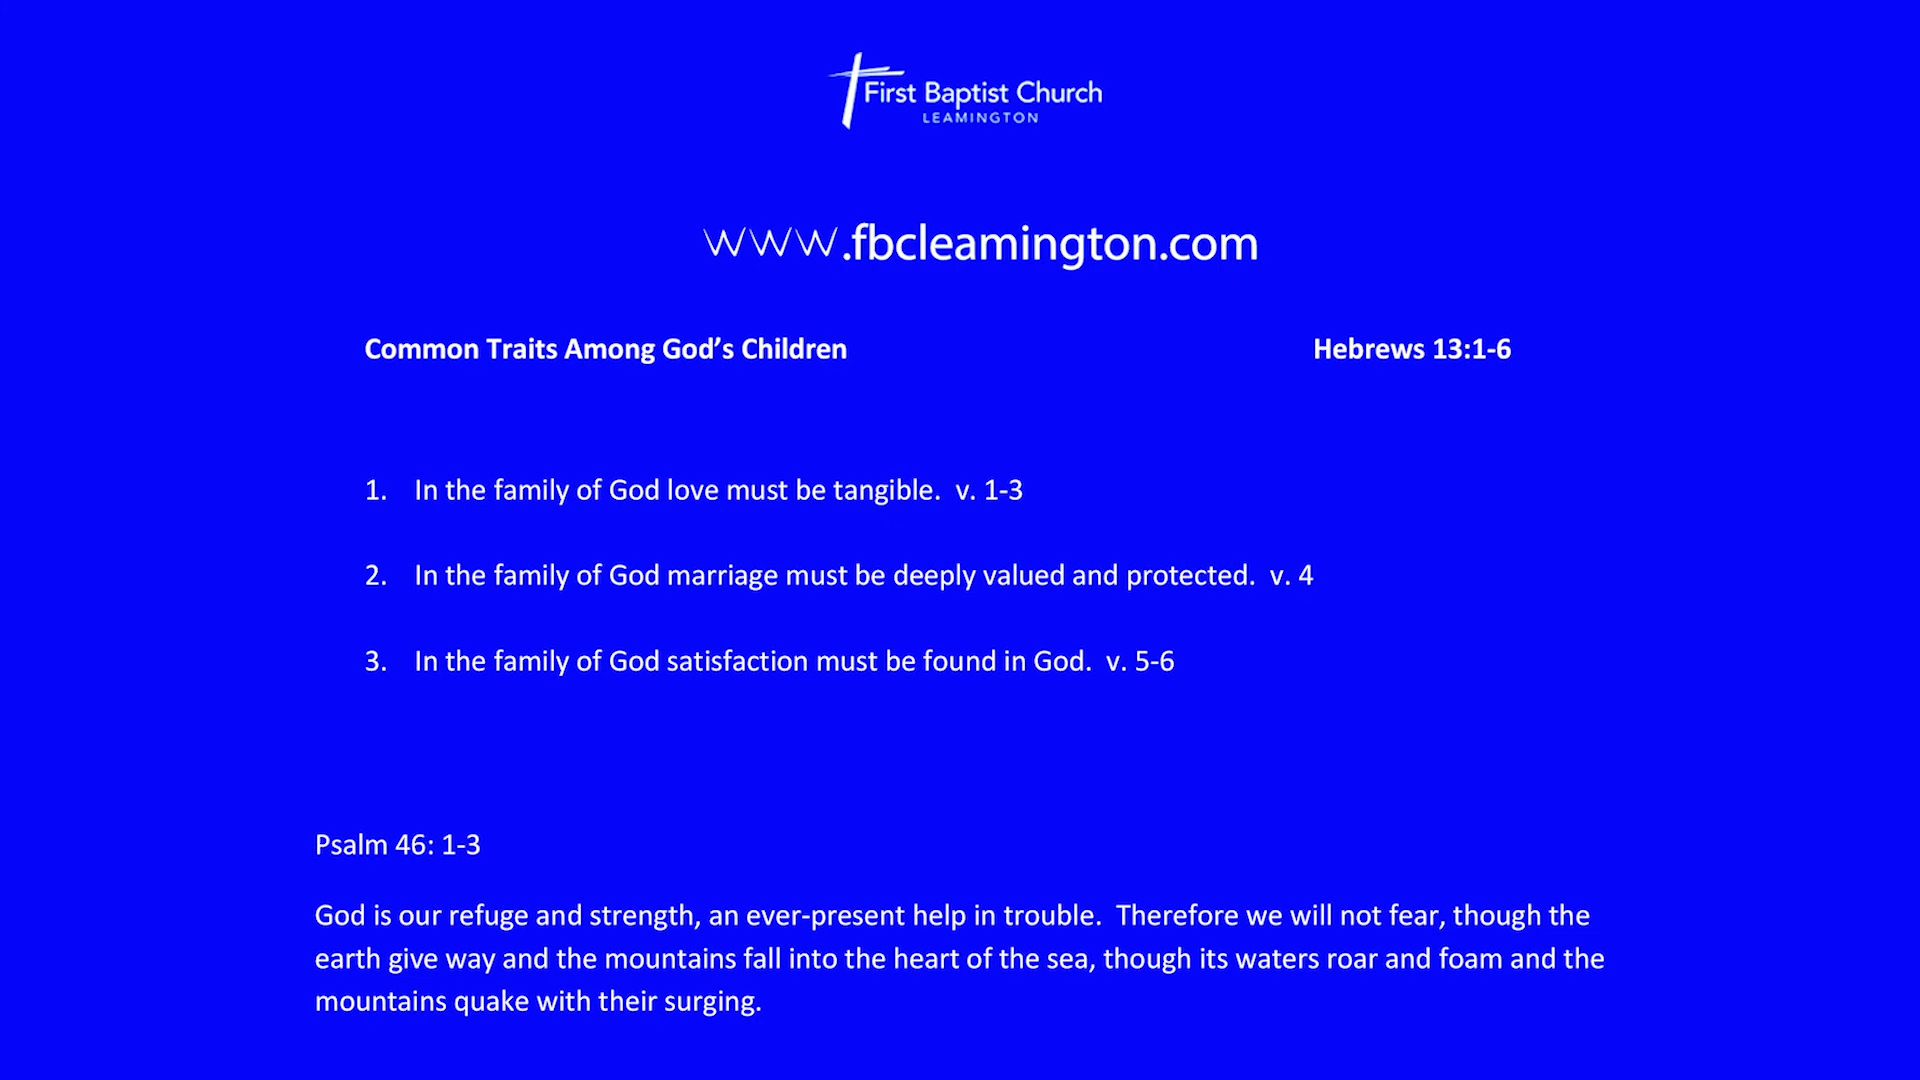 First Baptist Church
LEAMINGTON
www.fbcleamington.com
Common Traits Among God’s Children Hebrews 13:1-6
1. In the family of God love must be tangible. v. 1-3
2. In the family of God marriage must be deeply valued and protected. v. 4
3. In the family of God satisfaction must be found in God. v. 5-6
Psalm 46: 1-3
God is our refuge and strength, an ever-present help in trouble. Therefore we will not fear, though the
earth give way and the mountains fall into the heart of the sea, though its waters roar and foam and the
mountains quake with their surging.